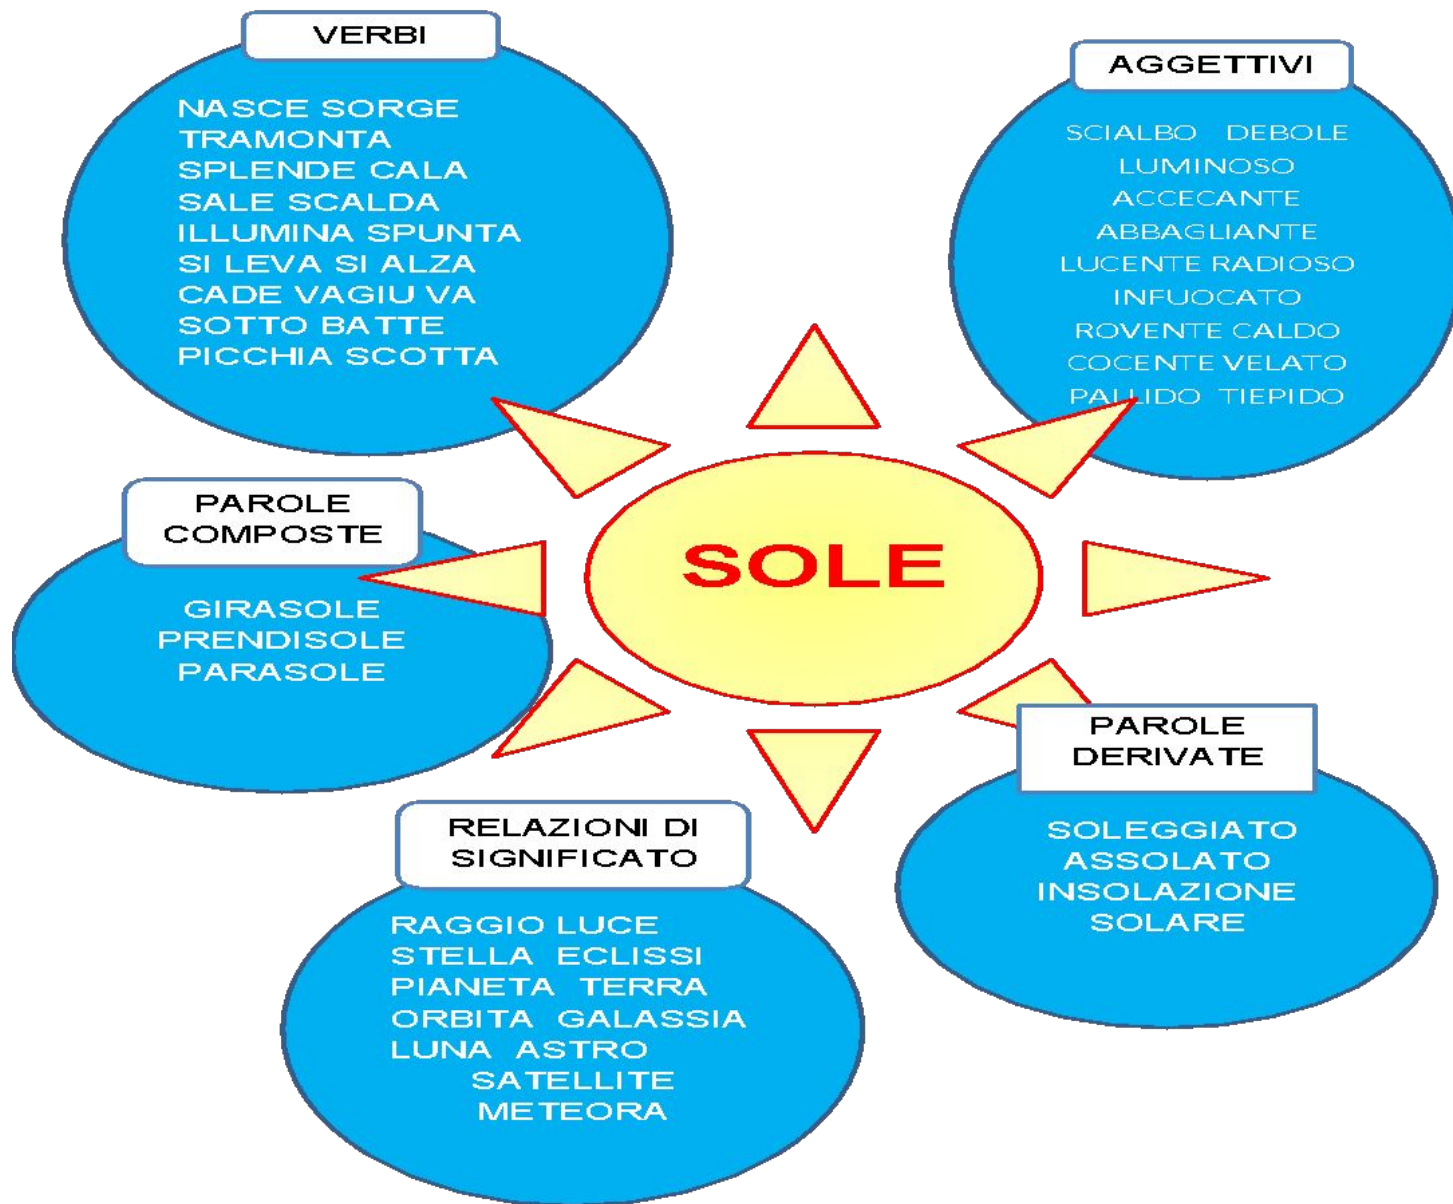 VERBI
NASCE SORGE
TRAMONTA
SPLENDE CALA
SALE SCALDA
ILLUMINA SPUNTA
SI LEVA SI ALZA
CADE VAGIU VA
SOTTO BATTE
PICCHIA SCOTTA
AGGETTIVI
SCIALBO DEBOLE
LUMINOSO
ACCECANTE
ABBAGLIANTE
LUCENTE RADIOSO
INFUOCATO
ROVENTE CALDO
COCENTE VELATO
PALLIDO TIEPIDO
PAROLE
COMPOSTE
GIRASOLE
PRENDISOLE
PARASOLE
SOLE
PAROLE
DERIVATE
SOLEGGIATO
ASSOLATO
INSOLAZIONE
SOLARE
RELAZIONI DI
SIGNIFICATO
RAGGIO LUCE
STELLA ECLISSI
PIANETA TERRA
ORBITA GALASSIA
LUNA ASTRO
SATELLITE
METEORA